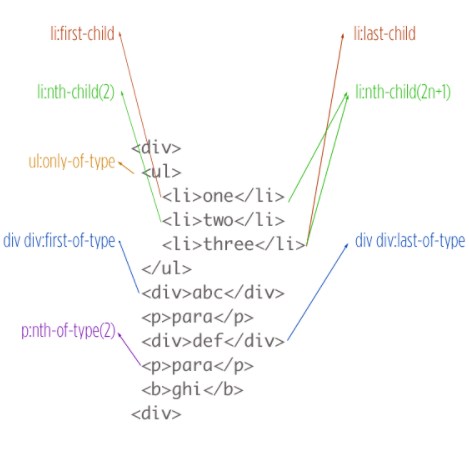 li:first-child
li:last-child
li:nth-child(2)
li:nth-child(2n+1)
<div>
ul:only-of-type
<ul>
<li>one</li>
<li>two</li>
div div:first-of-type
<li>three</li>
div div:last-of-type
</ul>
<div>abc</div>
<p>para</p>
p:nth-of-type(2)
<div>def</div>
<p>para</p>
<b>ghi</b>
<div>